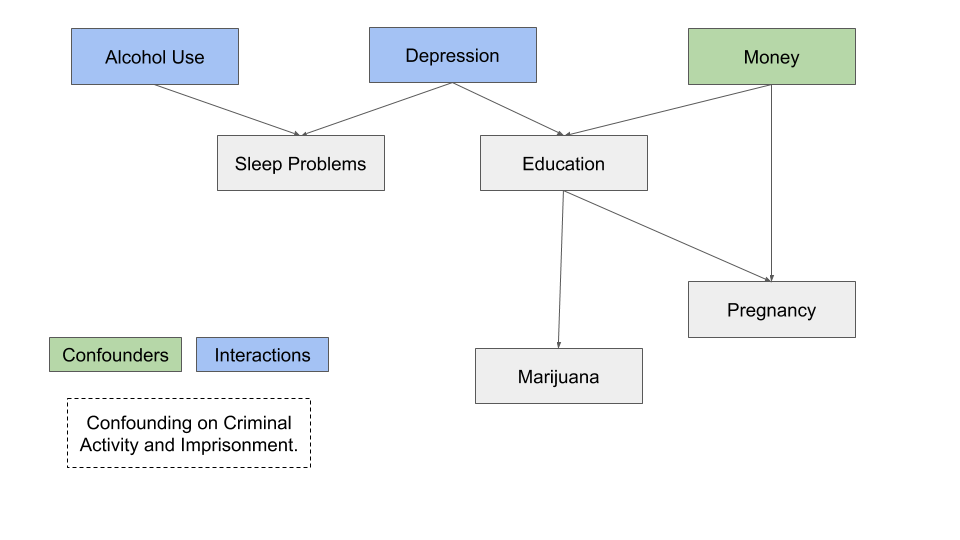 Alcohol Use
Depression
Money
Sleep Problems
Education
Pregnancy
Confounders
Interactions
Marijuana
Confounding on Criminal
Activity and Imprisonment.